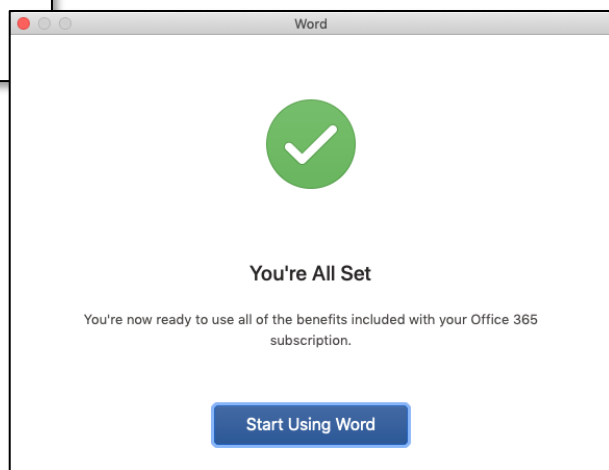 Word
You're All Set
You're now ready to use all of the benefits included with your Office 365
subscription.
Start Using Word